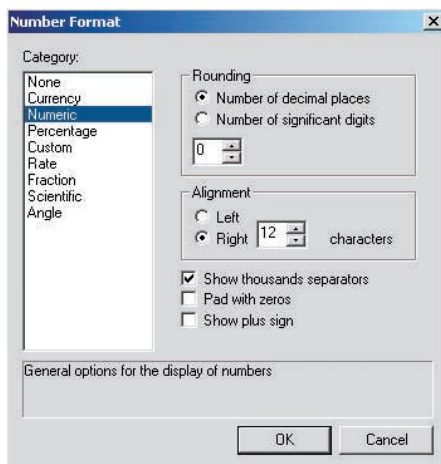 Number Format
Category:
None
Currency
Numeric
Percentage
Custom
Rate
Fraction
Scientific
Angle
Rounding
Number of decimal places
Number of significant digits
0
Alignment
Left
Right 12 characters
Show thousands separators
Pad with zeros
Show plus sign
General options for the display of numbers
OK Cancel